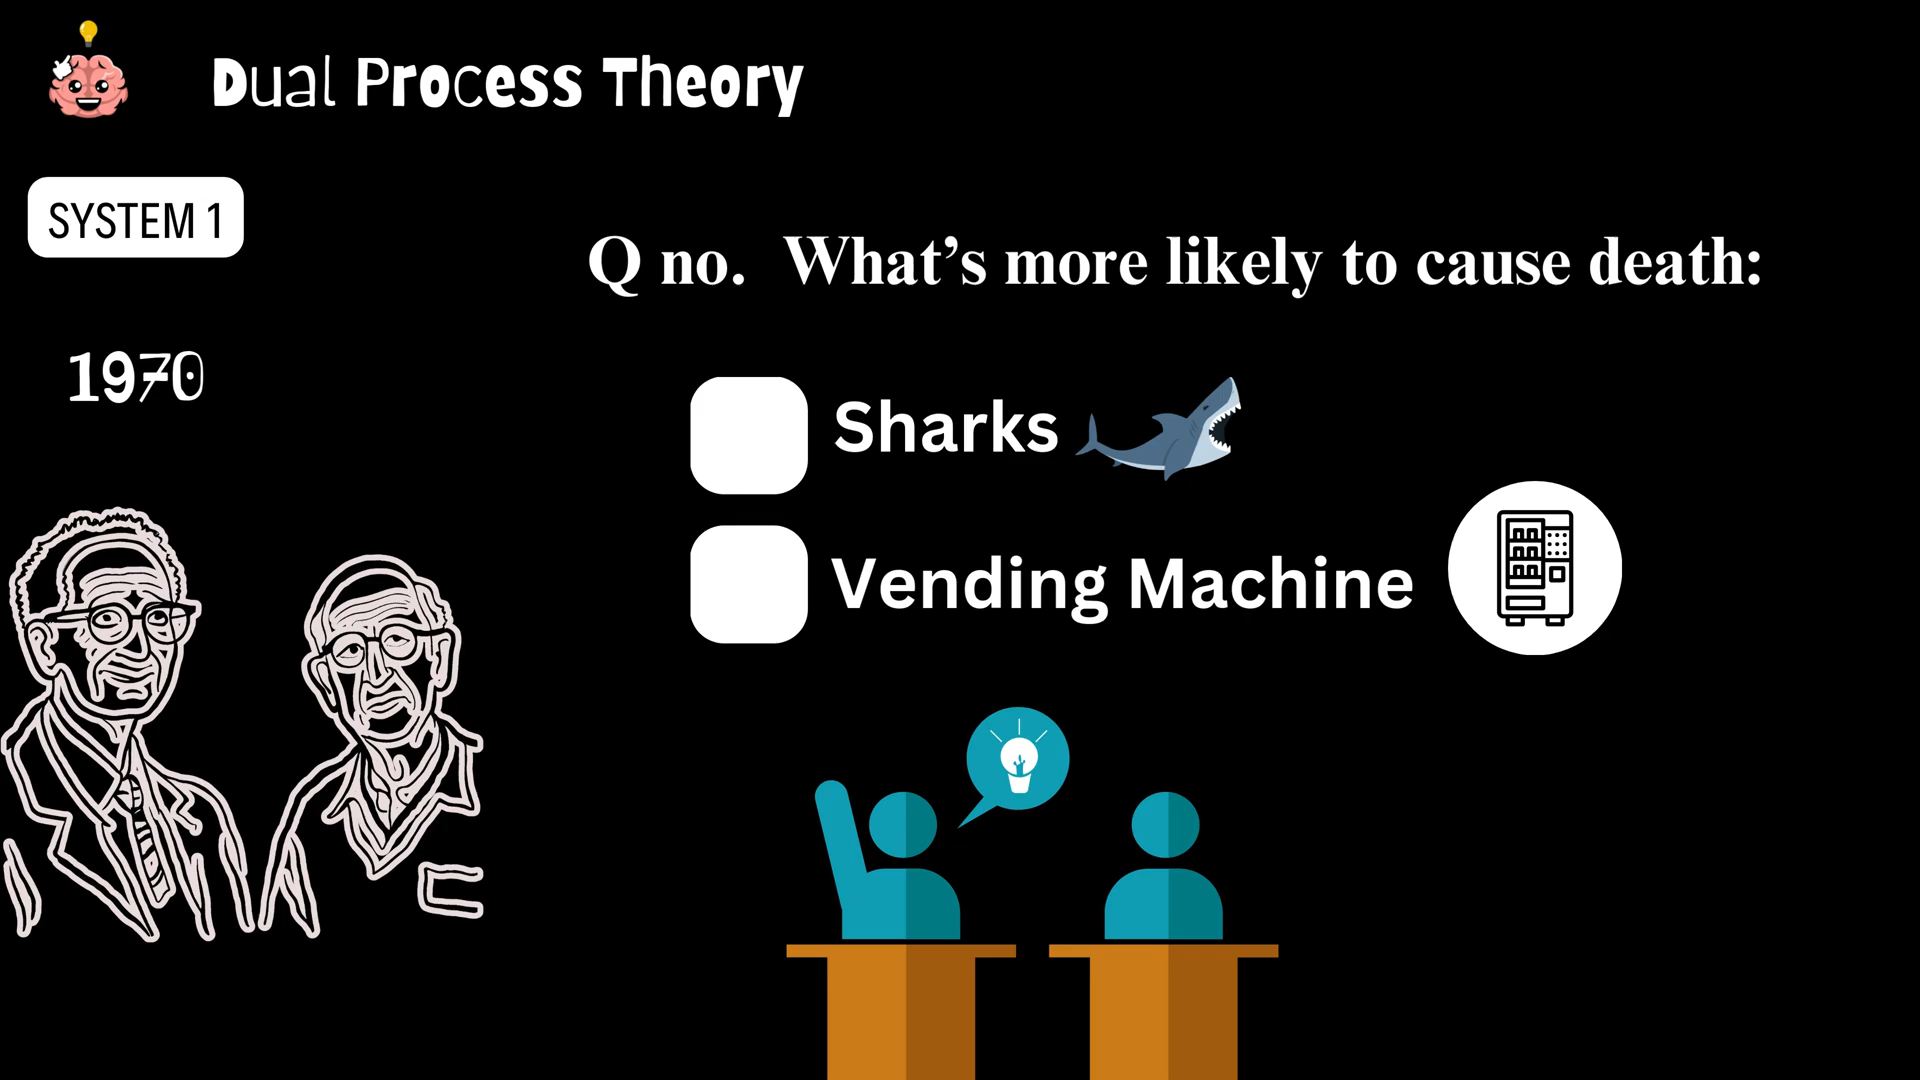 Dual Process Theory
SYSTEM 1
Q no. What’s more likely to cause death:
1970
Sharks
Vending Machine